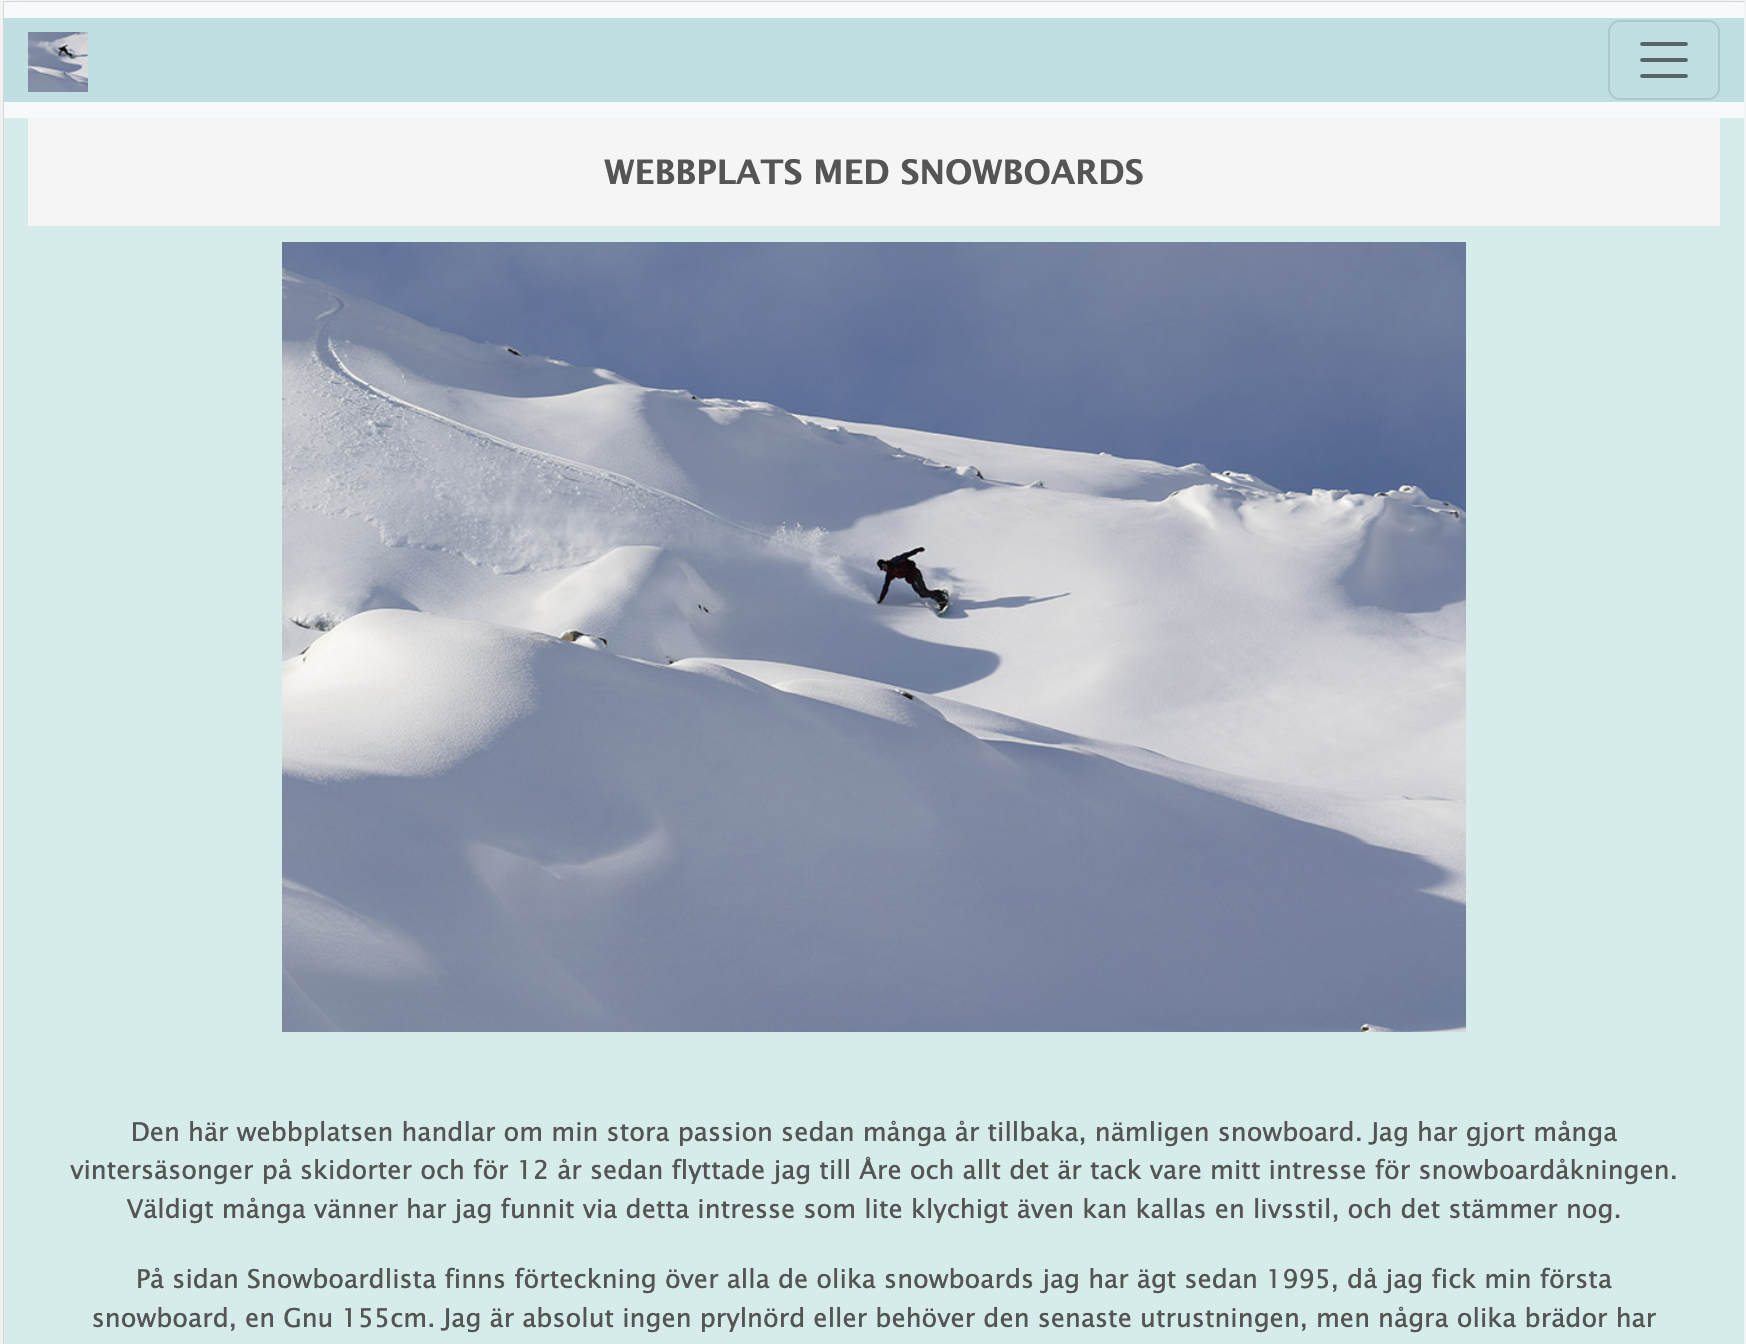 WEBBPLATS MED SNOWBOARDS
Den här webbplatsen handlar om min stora passion sedan många år tillbaka, nämligen snowboard. Jag har gjort många
vintersäsonger på skidorter och för 12 år sedan flyttade jag till Åre och allt det är tack vare mitt intresse för snowboardåkningen.
Väldigt många vänner har jag funnit via detta intresse som lite klychigt även kan kallas en livsstil, och det stämmer nog.
På sidan Snowboardlista finns förteckning över alla de olika snowboards jag har ägt sedan 1995, då jag fick min första
snowboard, en Gnu 155cm. Jag är absolut ingen prylnörd eller behöver den senaste utrustningen, men några olika brädor har